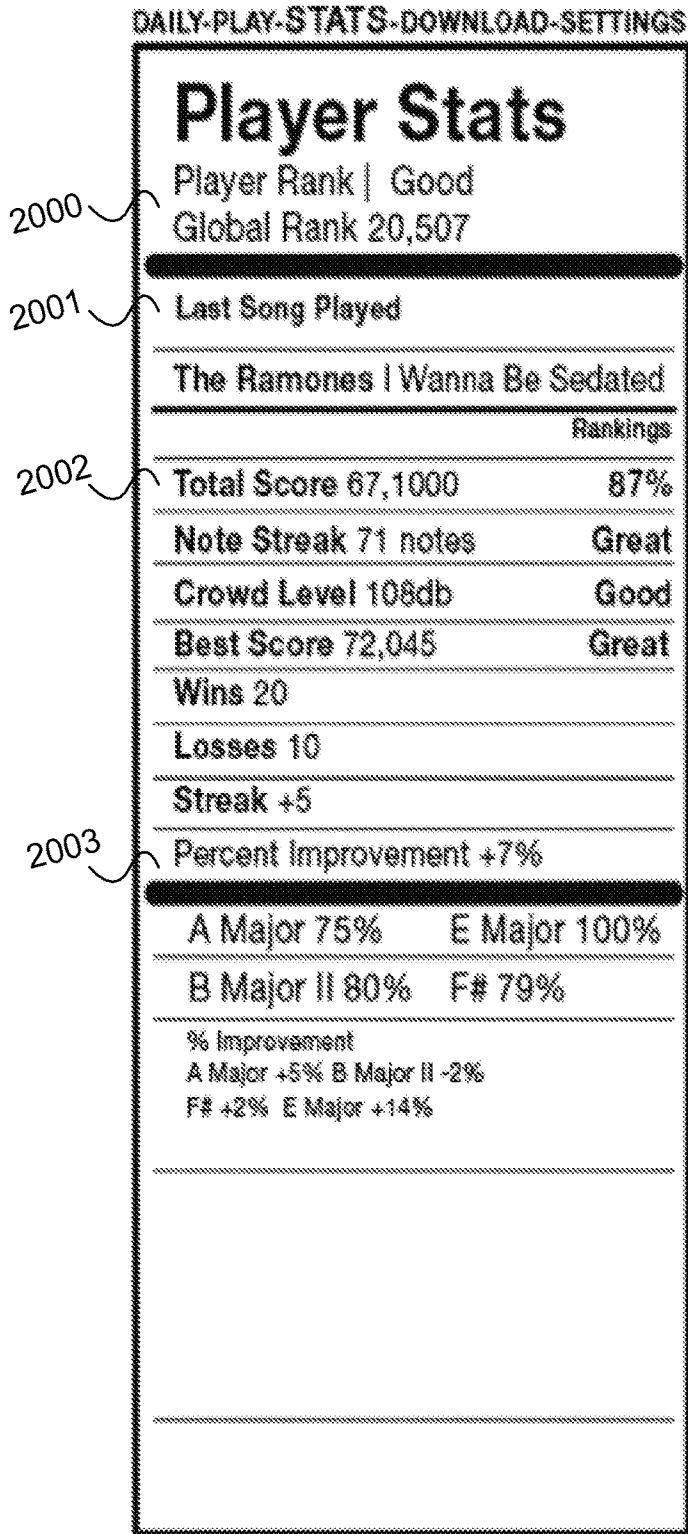 DAILY-PLAY-STATS-DOWNLOAD-SETTINGS
Player Stats
Player Rank | Good
2000
Global Rank 20,507
2001
Last Song Played
The Ramones I Wanna Be Sedated
Rankings
2002
Total Score 67,1000 87%
Note Streak 71 notes Great
Crowd Level 108db Good
Best Score 72,045 Great
Wins 20
Losses 10
Streak +5
2003
Percent Improvement +7%
A Major 75% E Major 100%
B Major II 80% F# 79%
% Improvement
A Major +5% B Major II -2%
F# +2% E Major +14%